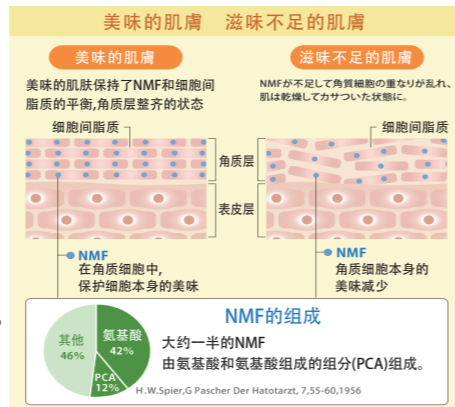 美味的肌膚 滋味不足的肌膚
美味的肌膚
滋味不足的肌膚
美味的肌肤保持了NMF和细胞间
脂质的平衡,角质层整齐的状态
NMFが不足して角質細胞の重なりが乱れ、
肌は乾燥してカサついた状態に。
细胞间脂质
细胞间脂质
角质层
表皮层
NMF
在角质细胞中,
保护细胞本身的美味
NMF
角质细胞本身的
美味减少
NMF的组成
其他
46%
氨基酸
42%
PCA
12%
大约一半的NMF
由氨基酸和氨基酸组成的组分(PCA)组成。
H .W.Spier,G Pascher Der Hatotarzt, 7,55-60,1956